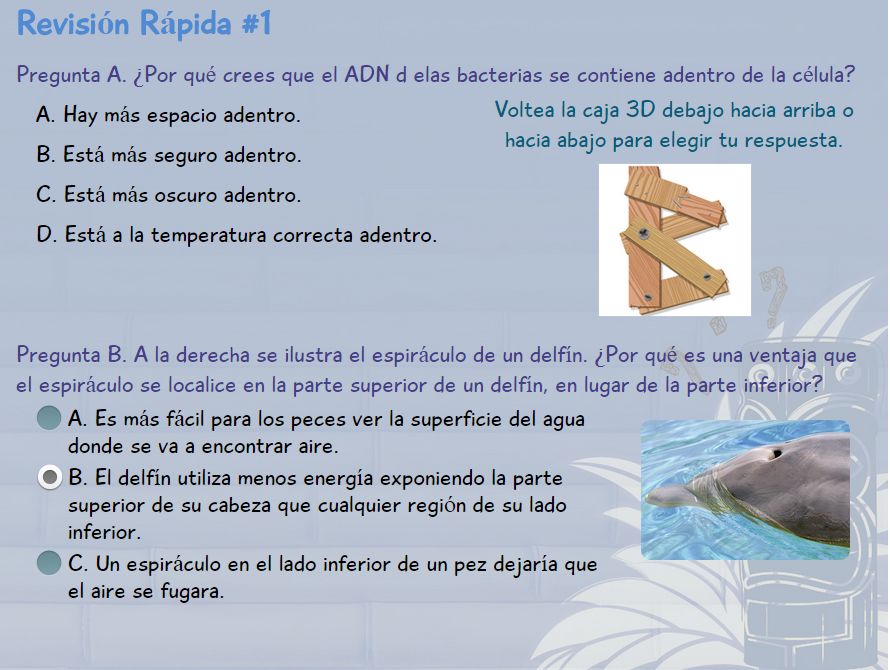 Revisión Rápida #1
Pregunta A. ¿Por qué crees que el ADN d elas bacterias se contiene adentro de la célula?
A. Hay más espacio adentro.
B. Está más seguro adentro.
C. Está más oscuro adentro.
D. Está a la temperatura correcta adentro.
Voltea la caja 3D debajo hacia arriba o
hacia abajo para elegir tu respuesta.
B
Pregunta B. A la derecha se ilustra el espiráculo de un delfín. ¿Por qué es una ventaja que
el espiráculo se localice en la parte superior de un delfín, en lugar de la parte inferior?
A. Es más fácil para los peces ver la superficie del agua
donde se va a encontrar aire.
B. El delfín utiliza menos energía exponiendo la parte
superior de su cabeza que cualquier región de su lado
inferior.
C. Un espiráculo en el lado inferior de un pez dejaría que
el aire se fugara.